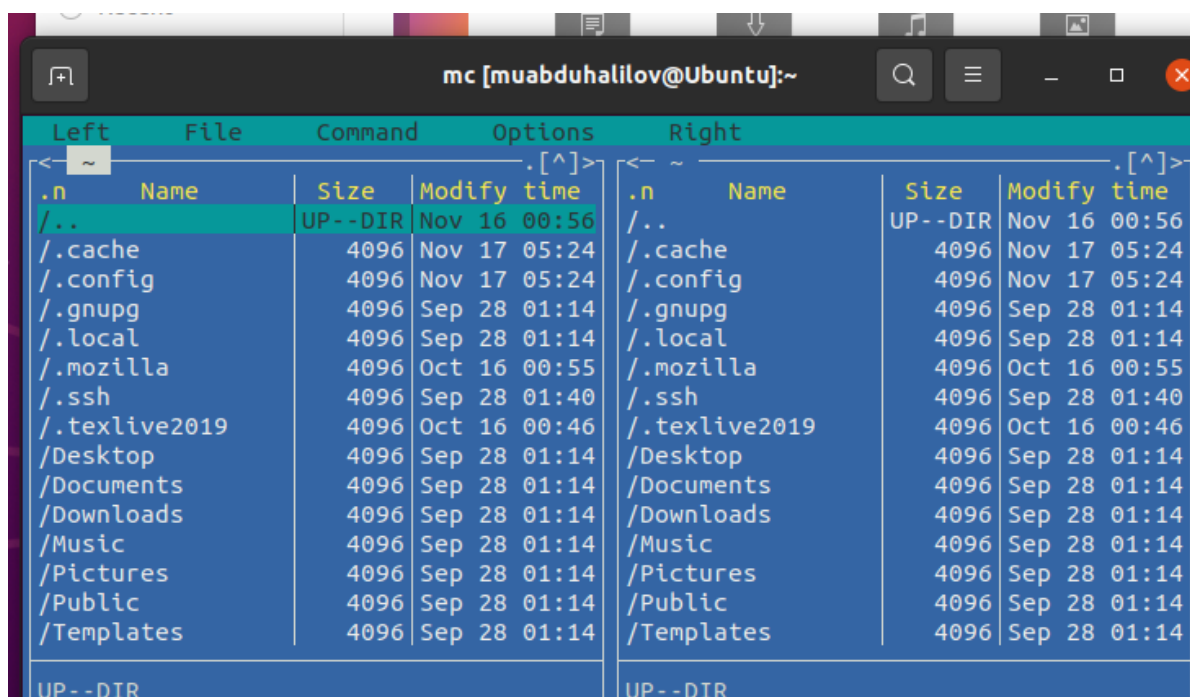 mc [muabduhalilov@Ubuntu]:~
Left File Command Options Right
<─ ~ ─.[^]>┐ <─ ~ ─.[^]>
.n Name Size Modify time .n Name Size Modify time
/.. UP--DIR Nov 16 00:56 /.. UP--DIR Nov 16 00:56
/.cache 4096 Nov 17 05:24 /.cache 4096 Nov 17 05:24
/.config 4096 Nov 17 05:24 /.config 4096 Nov 17 05:24
/.gnupg 4096 Sep 28 01:14 /.gnupg 4096 Sep 28 01:14
/.local 4096 Sep 28 01:14 /.local 4096 Sep 28 01:14
/.mozilla 4096 Oct 16 00:55 /.mozilla 4096 Oct 16 00:55
/.ssh 4096 Sep 28 01:40 /.ssh 4096 Sep 28 01:40
/.texlive2019 4096 Oct 16 00:46 /.texlive2019 4096 Oct 16 00:46
/Desktop 4096 Sep 28 01:14 /Desktop 4096 Sep 28 01:14
/Documents 4096 Sep 28 01:14 /Documents 4096 Sep 28 01:14
/Downloads 4096 Sep 28 01:14 /Downloads 4096 Sep 28 01:14
/Music 4096 Sep 28 01:14 /Music 4096 Sep 28 01:14
/Pictures 4096 Sep 28 01:14 /Pictures 4096 Sep 28 01:14
/Public 4096 Sep 28 01:14 /Public 4096 Sep 28 01:14
/Templates 4096 Sep 28 01:14 /Templates 4096 Sep 28 01:14
UP--DIR UP--DIR